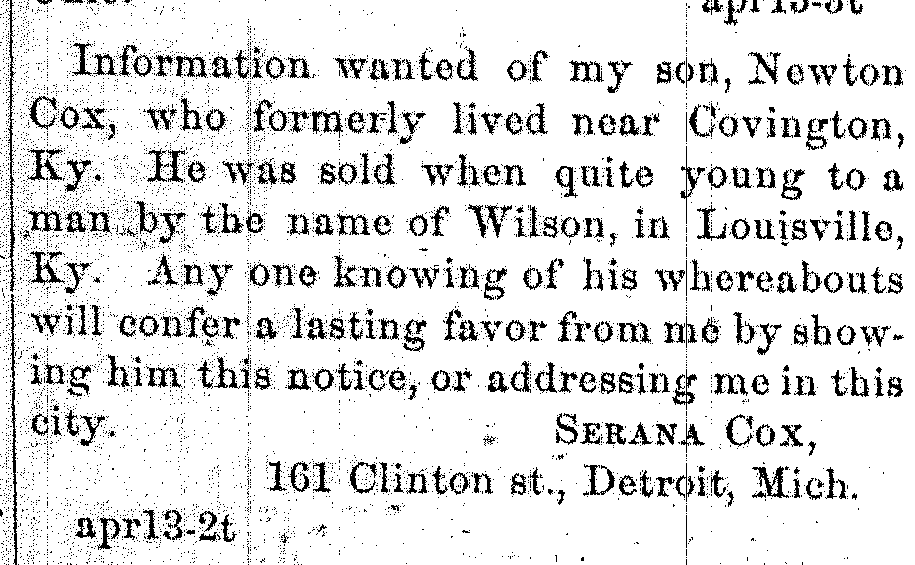 apr13-3t
Information wanted of my son, Newton
Cox, who formerly lived near Covington,
Ky. He was sold when quite young to a
man by the name of Wilson, in Louisville,
Ky. Any one knowing of his whereabouts
will confer a lasting favor from me by show-
ing him this notice, or addressing me in this
city. SERANA COX,
161 Clinton st., Detroit, Mich.
apr13-2t